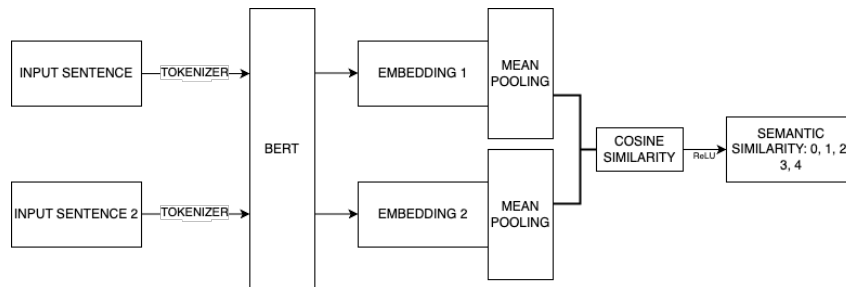 INPUT SENTENCE
TOKENIZER
BERT
EMBEDDING 1
MEAN
POOLING
INPUT SENTENCE 2
TOKENIZER
EMBEDDING 2
MEAN
POOLING
COSINE
SIMILARITY
ReLU
SEMANTIC
SIMILARITY: 0, 1, 2
3, 4